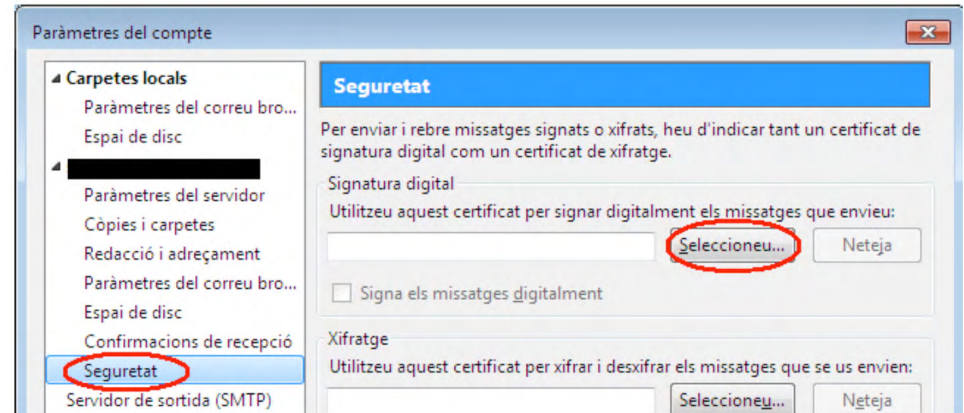 Paràmetres del compte
Carpetes locals
Paràmetres del correu bro...
Espai de disc
Paràmetres del servidor
Còpies i carpetes
Redacció i adreçament
Paràmetres del correu bro...
Espai de disc
Confirmacions de recepció
Seguretat
Servidor de sortida (SMTP)
Seguretat
Per enviar i rebre missatges signats o xifrats, heu d'indicar tant un certificat de
signatura digital com un certificat de xifratge.
Signatura digital
Utilitzeu aquest certificat per signar digitalment els missatges que envieu:
Seleccioneu... Neteja
Signa els missatges digitalment
Xifratge
Utilitzeu aquest certificat per xifrar i desxifrar els missatges que se us envien:
Seleccioneu... Neteja